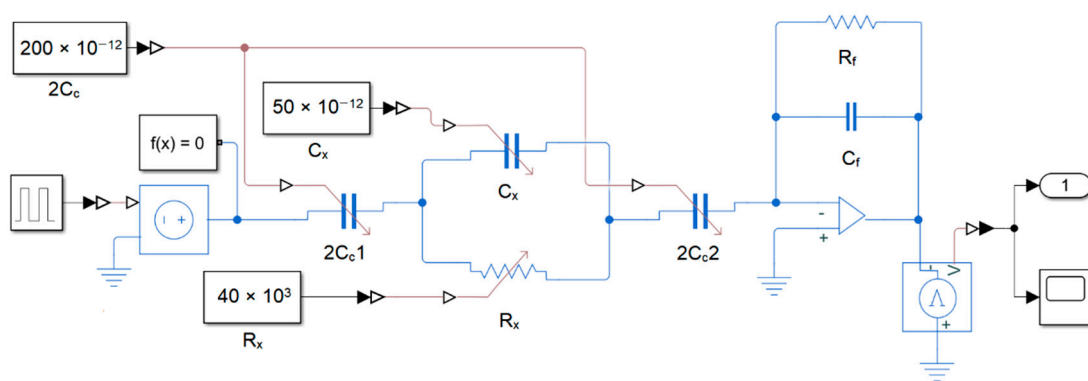 200 × 10⁻¹²
2Cc
f(x) = 0
50 × 10⁻¹²
Cx
Cx
2Cc1
2Cc2
40 × 10³
Rx
Rx
Rf
Cf
-
+
- +
V
-
V
+
1